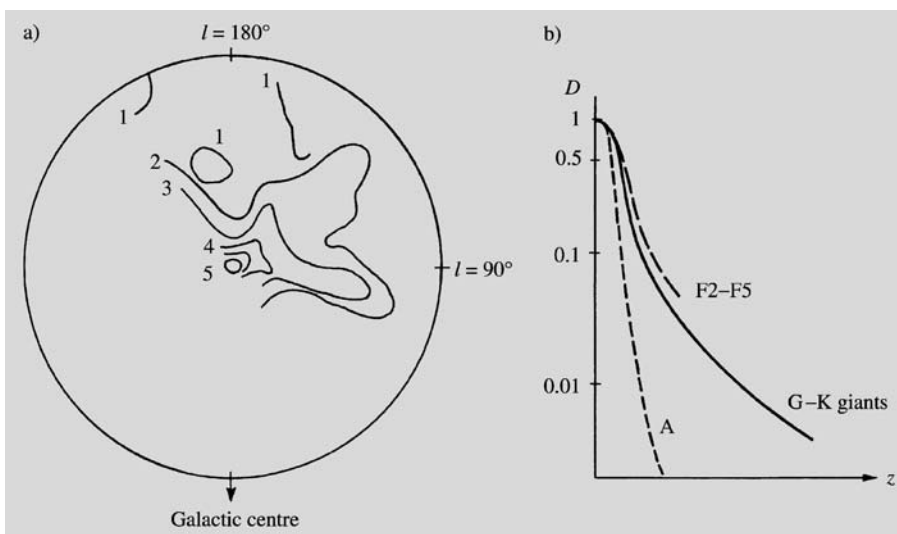 a)
l = 180°
1
1
1
2
3
4
5
l = 90°
Galactic centre
b)
D
1
0.5
0.1
0.01
F2–F5
G–K giants
A
z